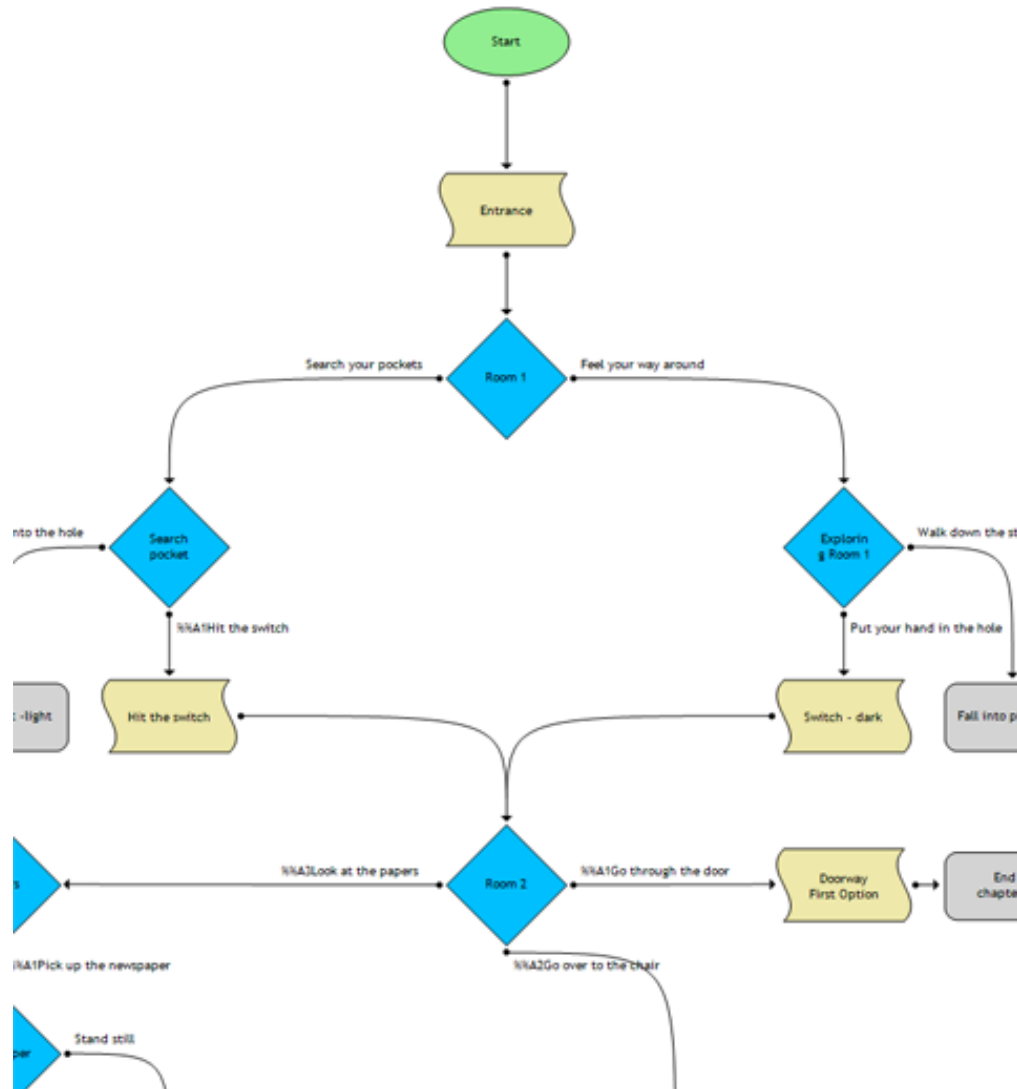 Start
Entrance
Search your pockets
Room 1
Feel your way around
nto the hole
Search
pocket
Explorin
g Room 1
Walk down the st
%%A1Hit the switch
Put your hand in the hole
-light
Hit the switch
Switch - dark
Fall into p
%%A3Look at the papers
Room 2
%%A1Go through the door
Doorway
First Option
End
chapte
%%A1Pick up the newspaper
%%A2Go over to the chair
Stand still
per